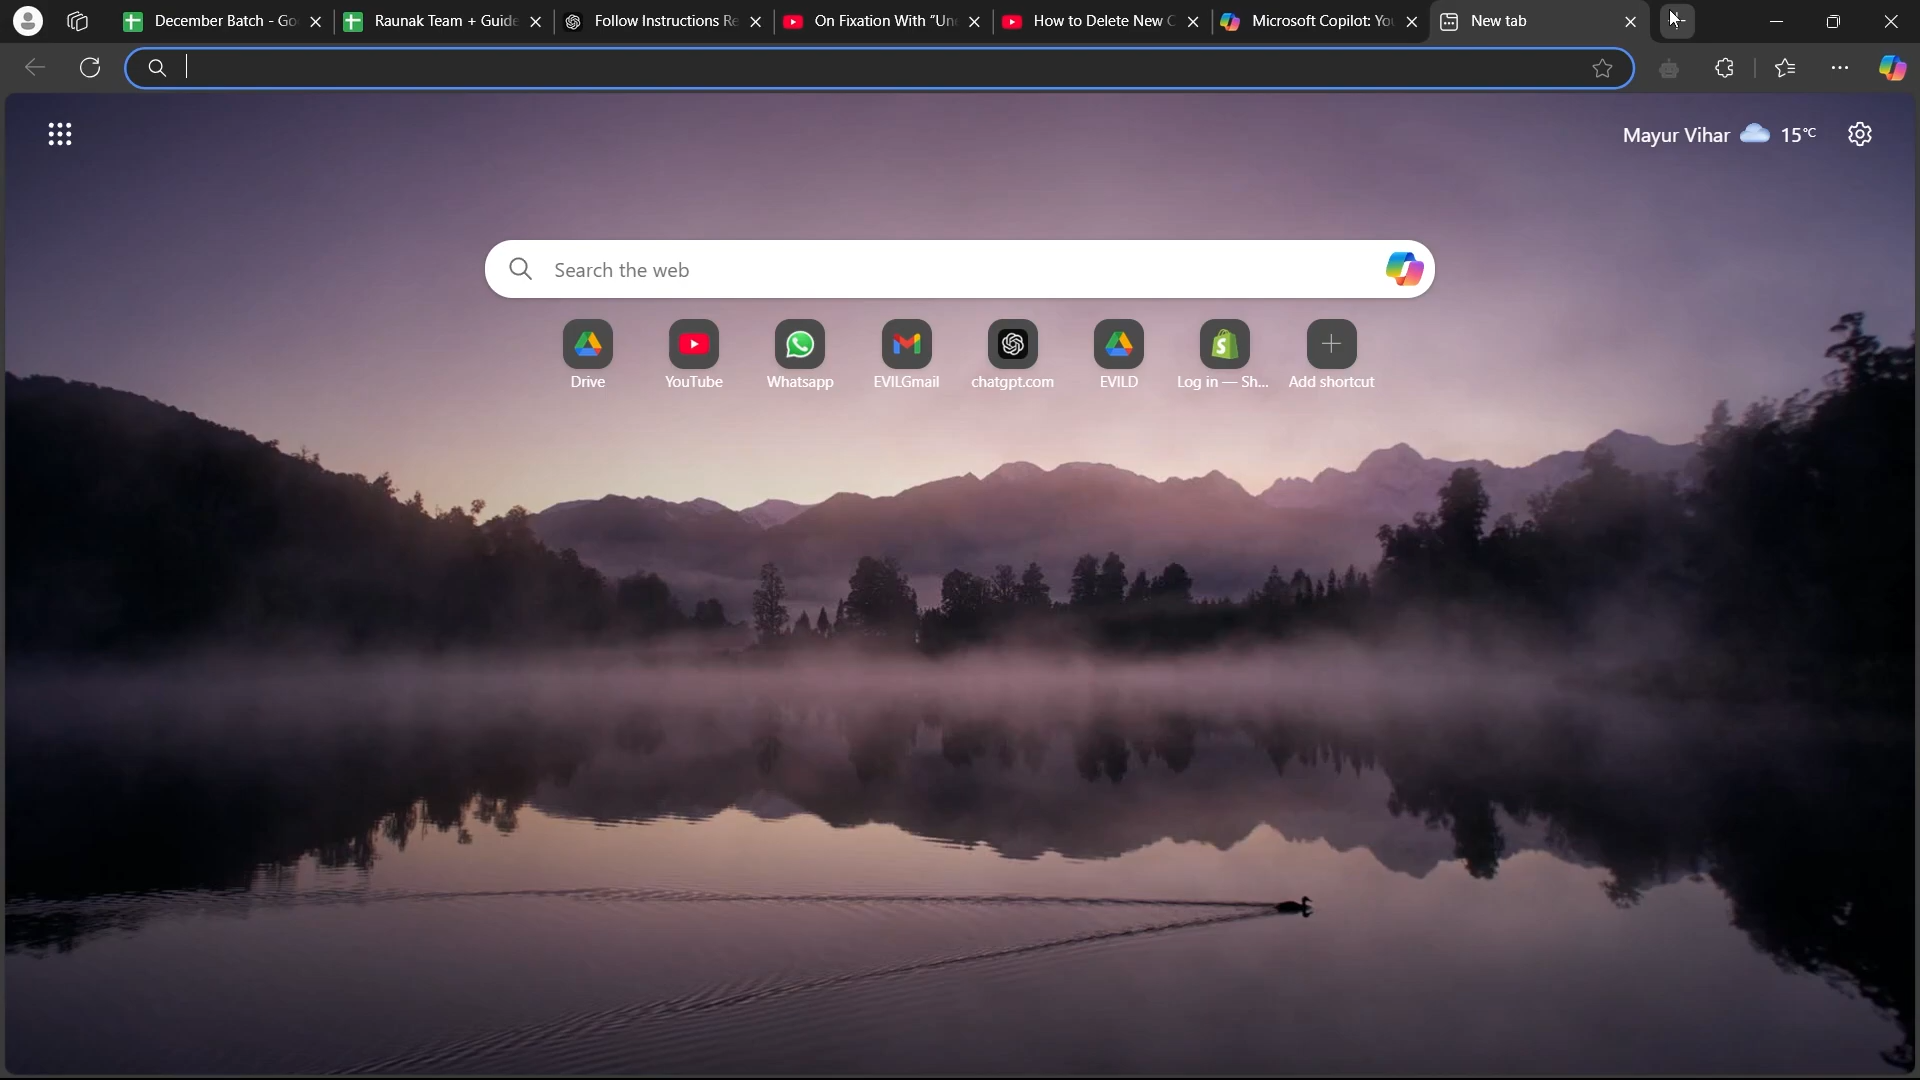 December Batch - Go
Raunak Team + Guide
Follow Instructions Re
On Fixation With "Un
How to Delete New C
Microsoft Copilot: You
New tab
Mayur Vihar 15°C
Search the web
Drive
YouTube
Whatsapp
EVILGmail
chatgpt.com
EVILD
Log in — Sh...
Add shortcut